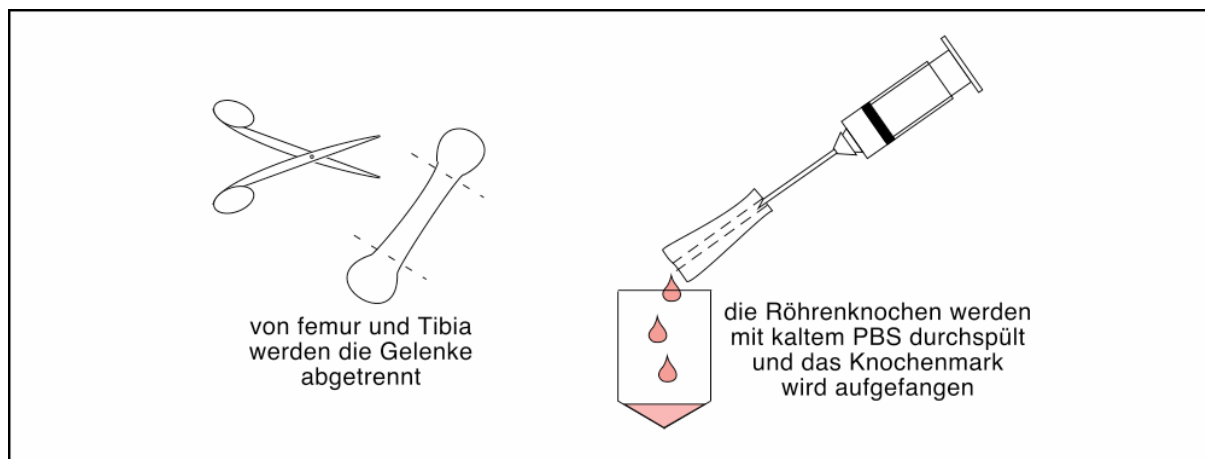 von femur und Tibia
werden die Gelenke
abgetrennt
die Röhrenknochen werden
mit kaltem PBS durchspült
und das Knochenmark
wird aufgefangen